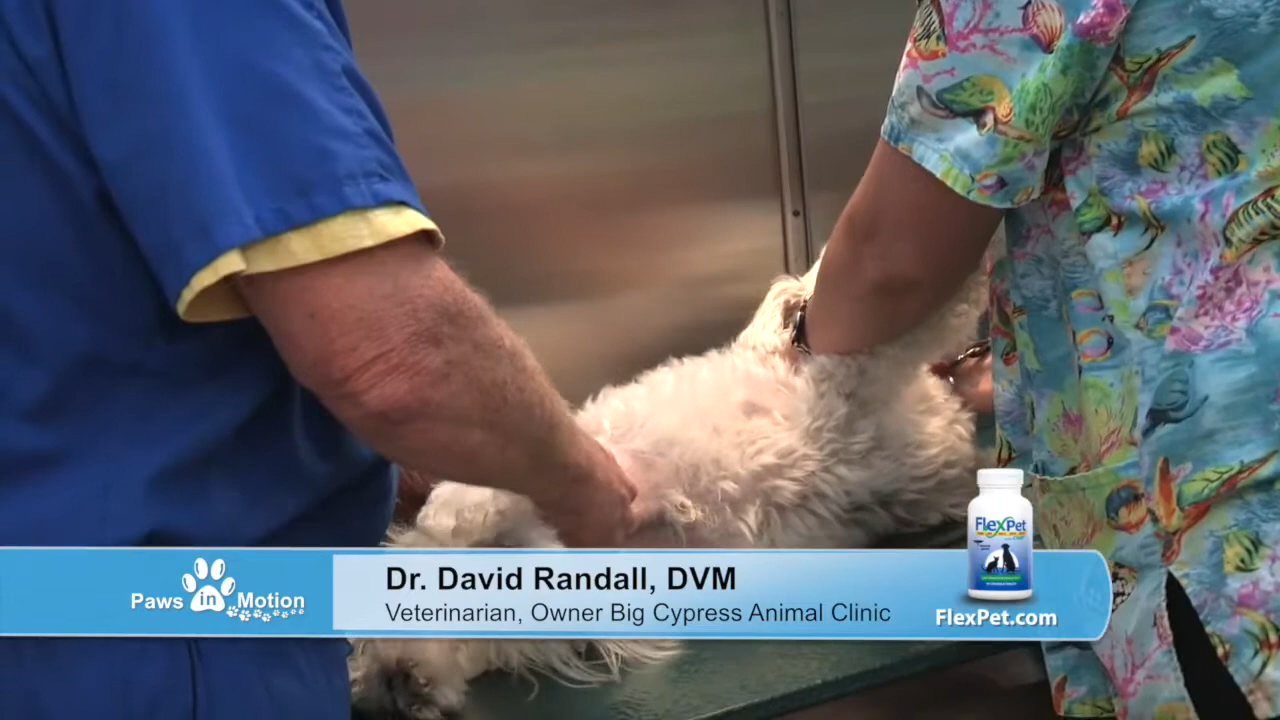 Paws in Motion
Dr. David Randall, DVM
Veterinarian, Owner Big Cypress Animal Clinic
FlexPet
FlexPet.com